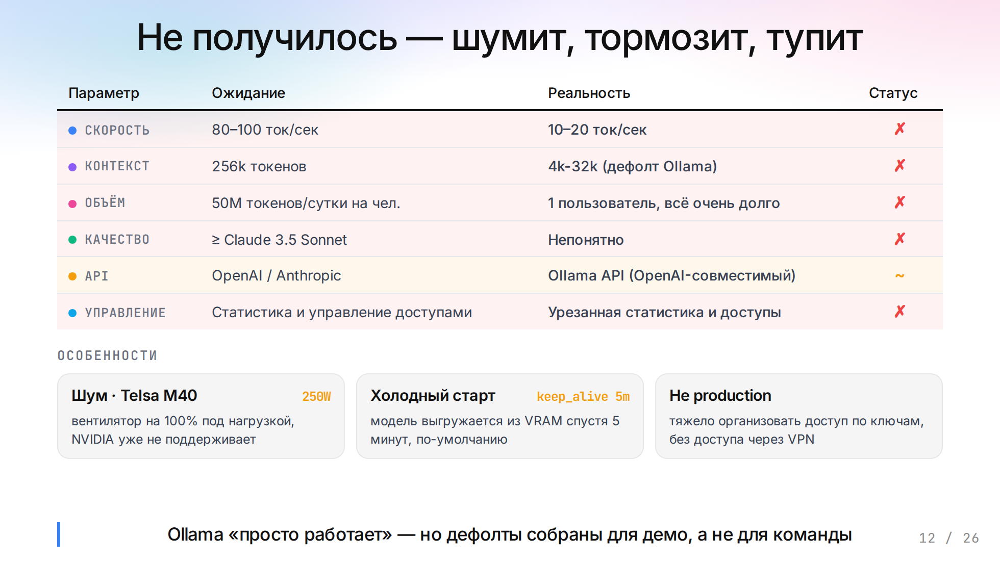 Не получилось — шумит, тормозит, тупит
Параметр Ожидание Реальность Статус
СКОРОСТЬ 80–100 ток/сек 10–20 ток/сек ✗
КОНТЕКСТ 256k токенов 4k-32k (дефолт Ollama) ✗
ОБЪЁМ 50M токенов/сутки на чел. 1 пользователь, всё очень долго ✗
КАЧЕСТВО ≥ Claude 3.5 Sonnet Непонятно ✗
API OpenAI / Anthropic Ollama API (OpenAI-совместимый) ~
УПРАВЛЕНИЕ Статистика и управление доступами Урезанная статистика и доступы ✗
ОСОБЕННОСТИ
Шум · Telsa M40 250W
вентилятор на 100% под нагрузкой,
NVIDIA уже не поддерживает
Холодный старт keep_alive 5m
модель выгружается из VRAM спустя 5
минут, по-умолчанию
Не production
тяжело организовать доступ по ключам,
без доступа через VPN
Ollama «просто работает» — но дефолты собраны для демо, а не для команды
12 / 26